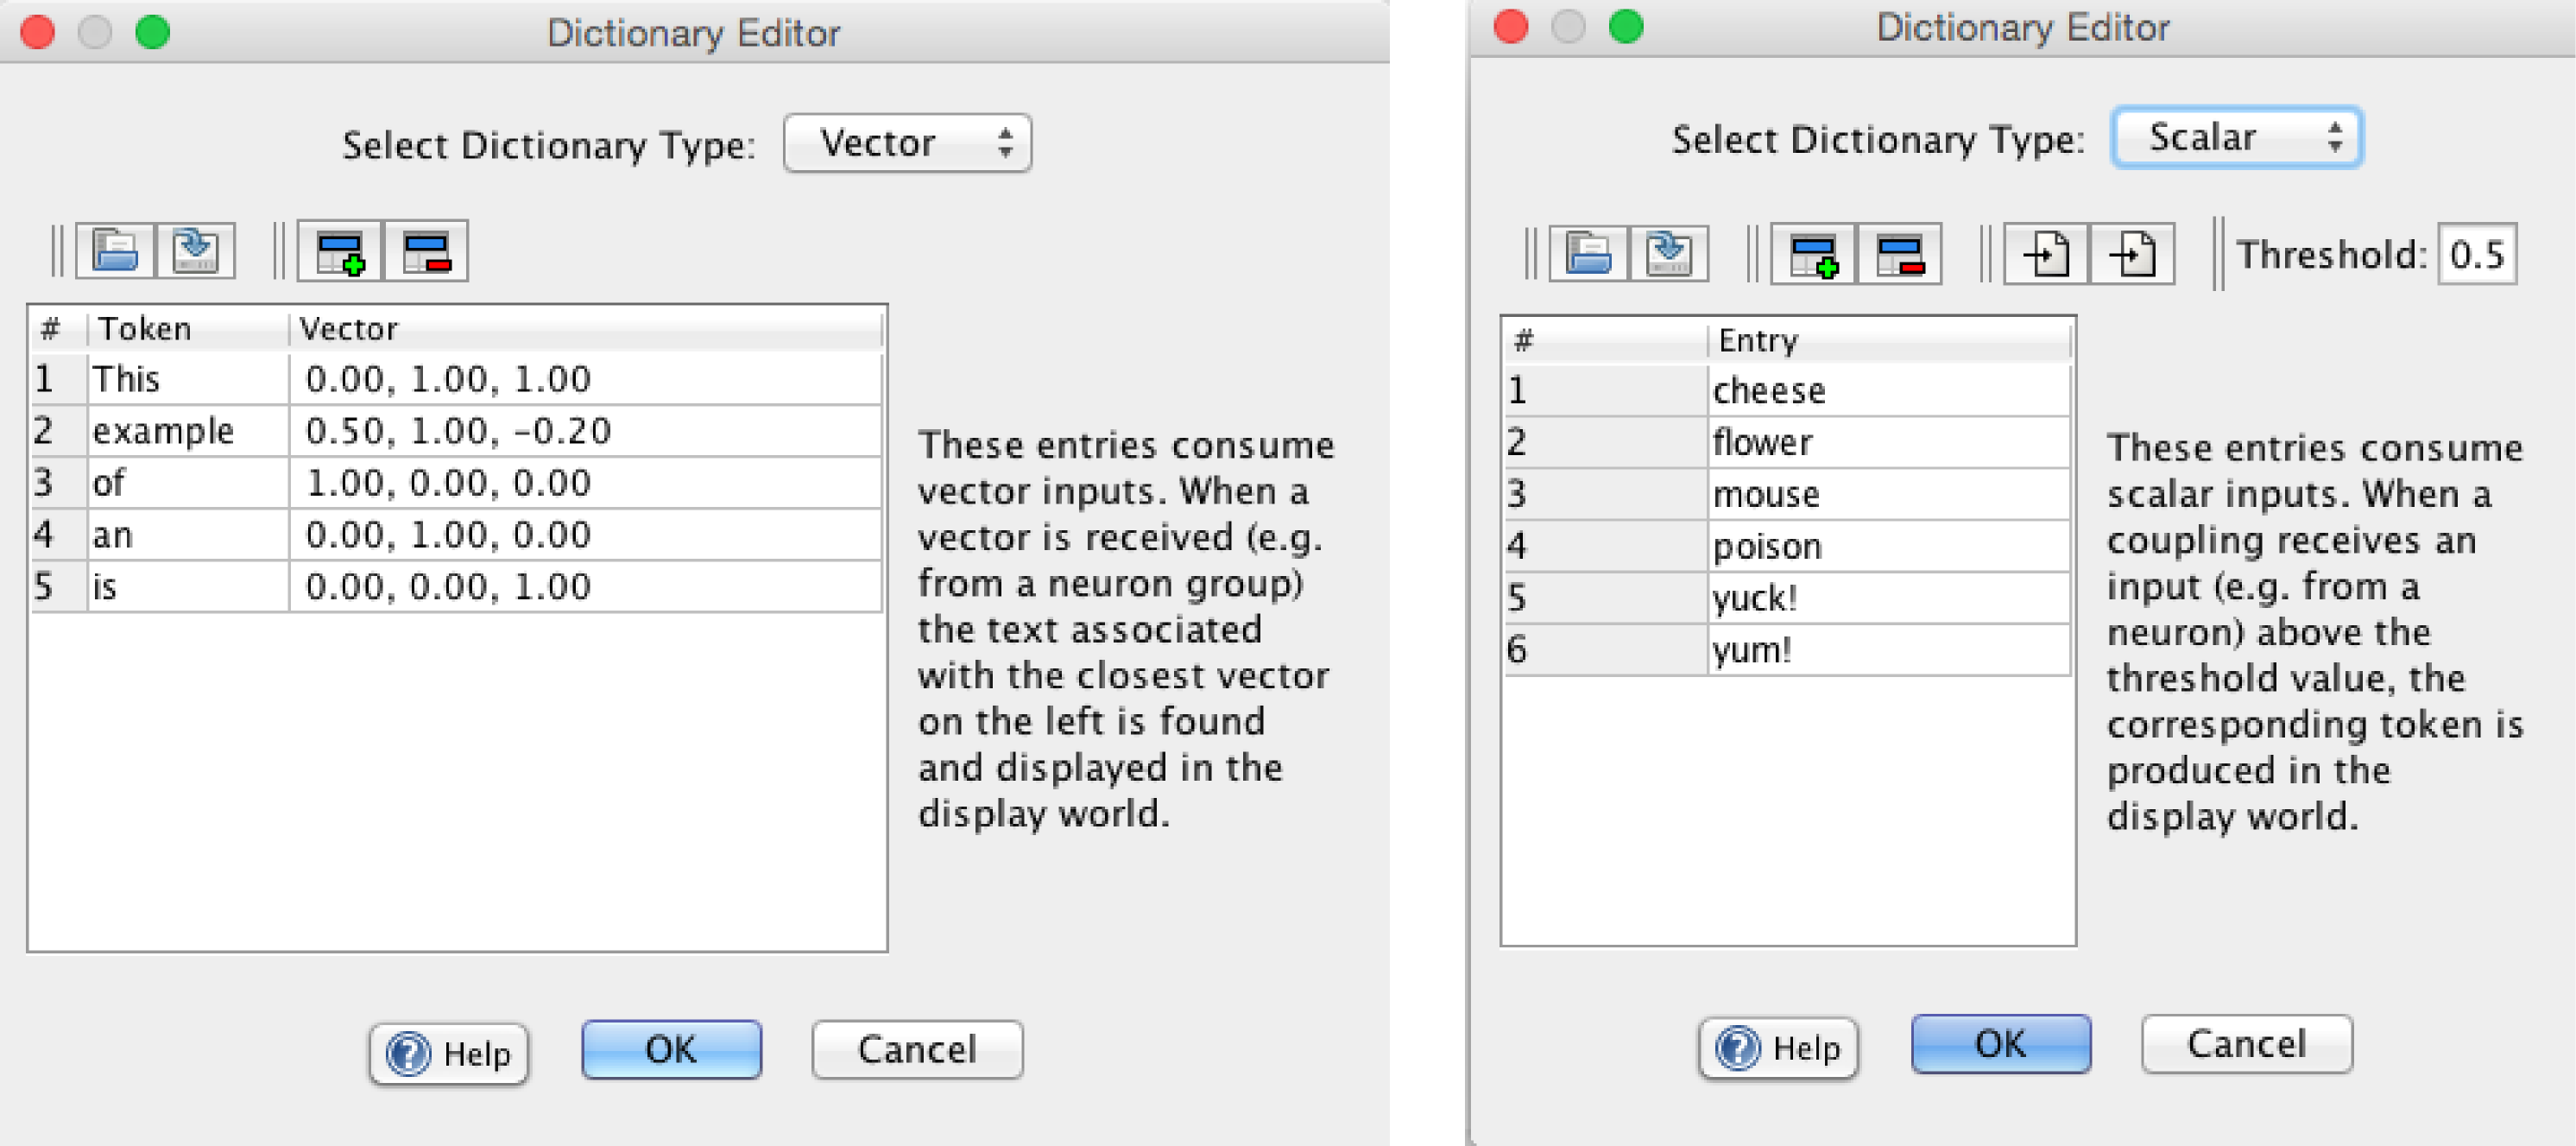 Dictionary Editor
Select Dictionary Type: Vector
# Token Vector
1 This 0.00, 1.00, 1.00
2 example 0.50, 1.00, -0.20
3 of 1.00, 0.00, 0.00
4 an 0.00, 1.00, 0.00
5 is 0.00, 0.00, 1.00
These entries consume
vector inputs. When a
vector is received (e.g.
from a neuron group)
the text associated
with the closest vector
on the left is found
and displayed in the
display world.
Help OK Cancel
Dictionary Editor
Select Dictionary Type: Scalar
Threshold: 0.5
# Entry
1 cheese
2 flower
3 mouse
4 poison
5 yuck!
6 yum!
These entries consume
scalar inputs. When a
coupling receives an
input (e.g. from a
neuron) above the
threshold value, the
corresponding token is
produced in the
display world.
Help OK Cancel